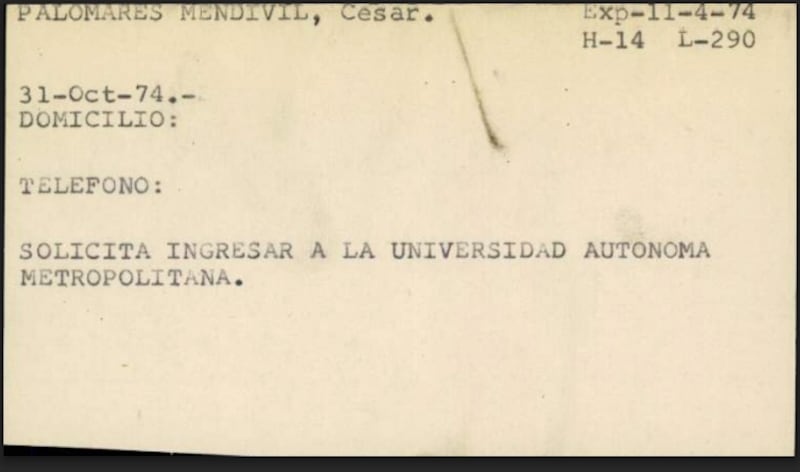 PALOMARES MENDIVIL, César. Exp-11-4-74
H-14 L-290
31-Oct-74.-
DOMICILIO:
TELEFONO:
SOLICITA INGRESAR A LA UNIVERSIDAD AUTONOMA
METROPOLITANA.